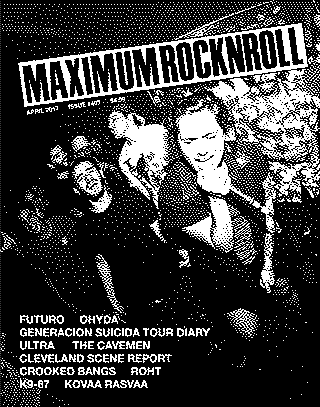 MAXIMUMROCKNROLL
APRIL 2017 ISSUE #407
FUTURO OHYDA
GENERACION SUICIDA TOUR DIARY
ULTRA THE CAVEMEN
CLEVELAND SCENE REPORT
CROOKED BANGS ROHT
K9-67 KOVAA RASVAA